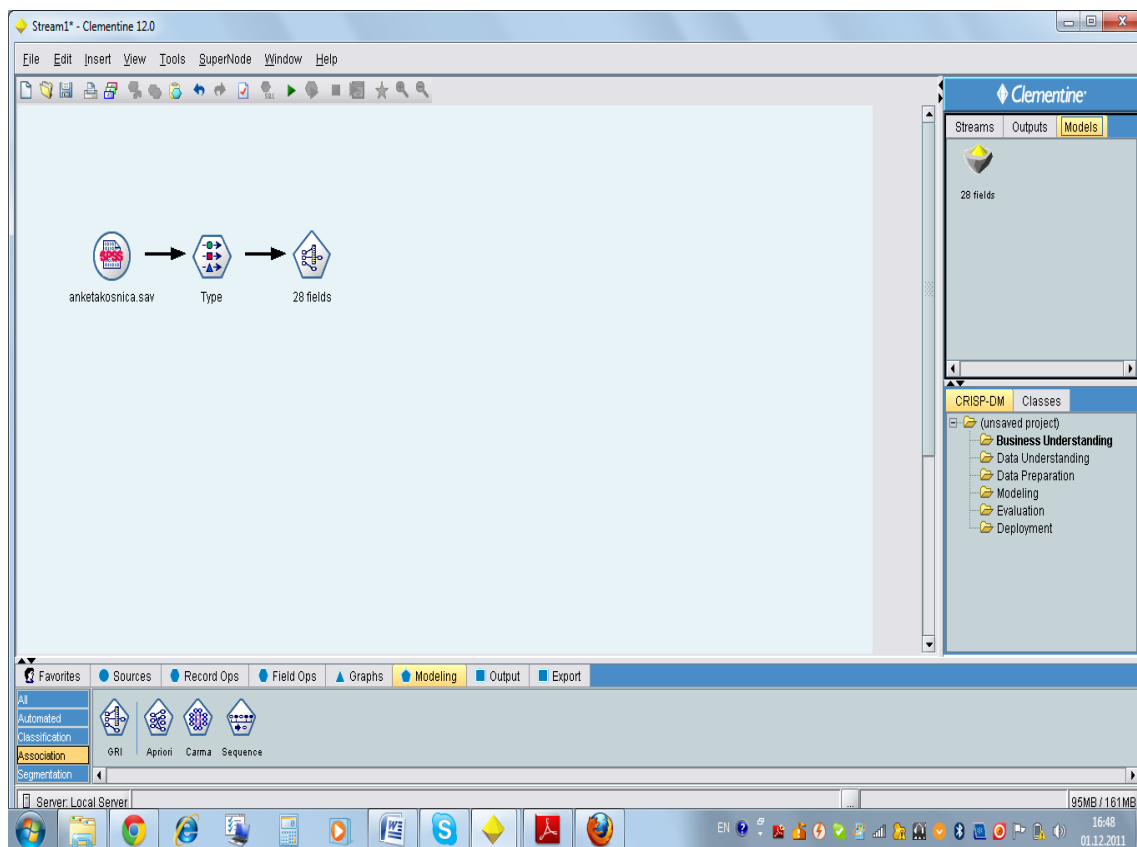 Stream1* - Clementine 12.0
File Edit Insert View Tools SuperNode Window Help
SQL
Clementine
Streams Outputs Models
28 fields
SPSS
anketakosnica.sav Type 28 fields
CRISP-DM Classes
(unsaved project)
Business Understanding
Data Understanding
Data Preparation
Modeling
Evaluation
Deployment
Favorites Sources Record Ops Field Ops Graphs Modeling Output Export
All
Automated
Classification
Association
Segmentation
GRI Apriori Carma Sequence
Server: Local Server
...
95MB / 161MB
EN
16:48
01.12.2011